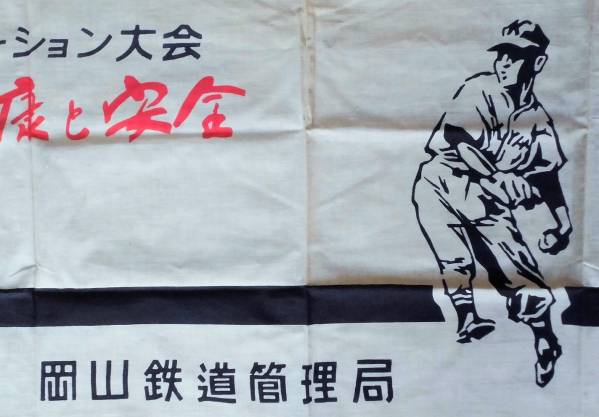 ーション大会
康と安全
岡山鉄道管理局